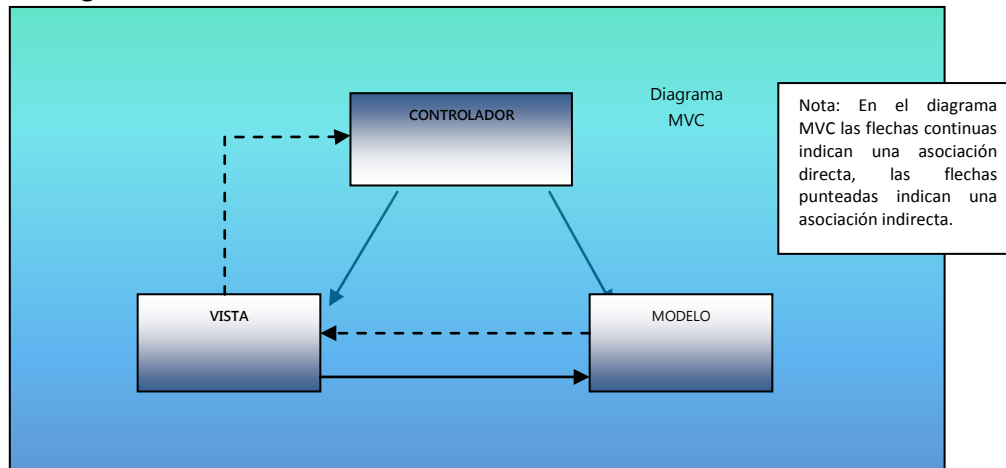 CONTROLADOR
Diagrama
MVC
Nota: En el diagrama
MVC las flechas continuas
indican una asociación
directa, las flechas
punteadas indican una
asociación indirecta.
VISTA
MODELO